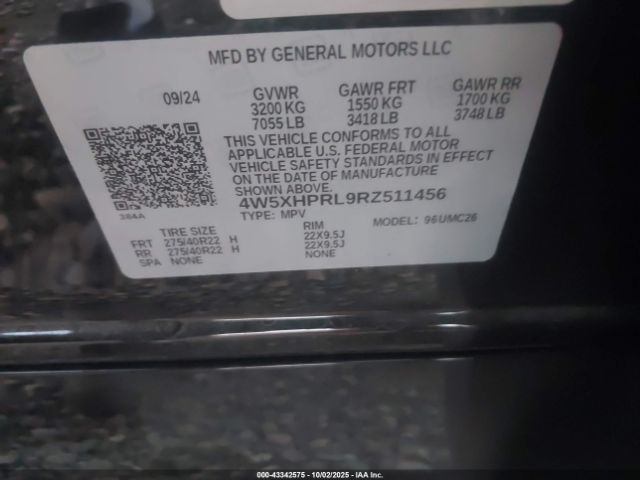 MFD BY GENERAL MOTORS LLC
09/24 GVWR GAWR FRT GAWR RR
3200 KG 1550 KG 1700 KG
7055 LB 3418 LB 3748 LB
THIS VEHICLE CONFORMS TO ALL
APPLICABLE U.S. FEDERAL MOTOR
VEHICLE SAFETY STANDARDS IN EFFECT
ON THE DATE OF MANUFACTURE
SHOWN ABOVE.
4W5XHPRL9RZ511456
384A TYPE: MPV MODEL: 96UMC26
TIRE SIZE RIM
FRT 275/40R22 H 22X9.5J
RR 275/40R22 H 22X9.5J
SPA NONE NONE
000-43342575 | 10/02/2025 | IAA Inc.